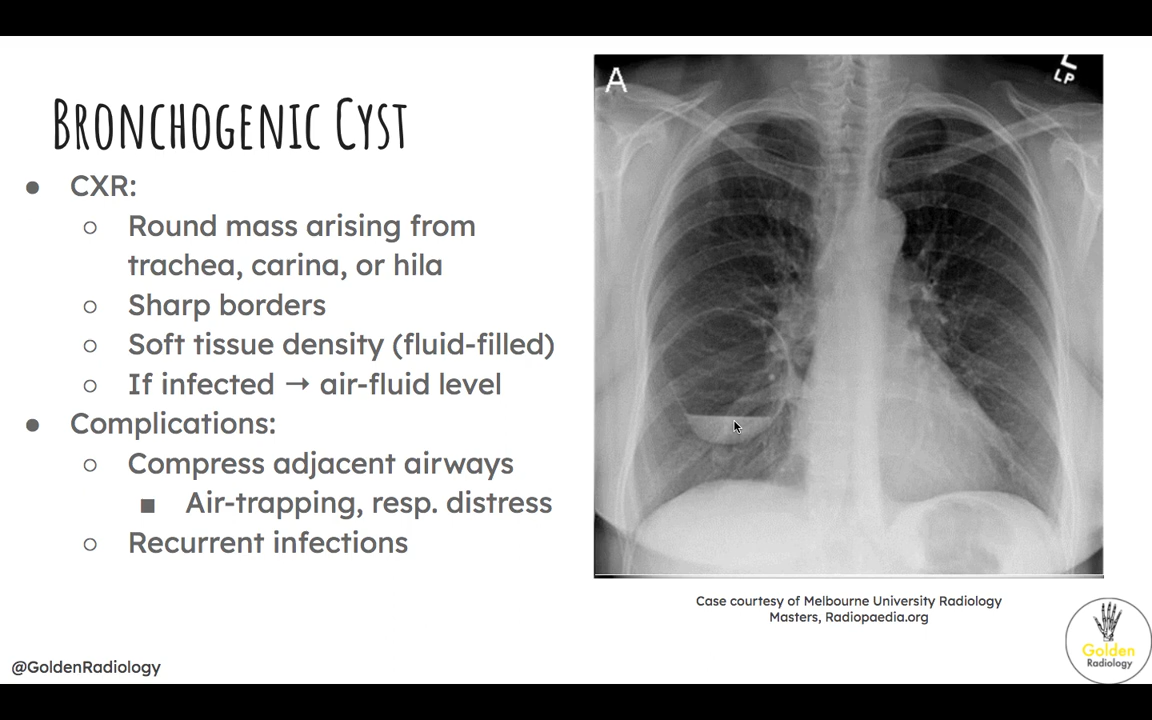 Bronchogenic Cyst
● CXR:
○ Round mass arising from
trachea, carina, or hila
○ Sharp borders
○ Soft tissue density (fluid-filled)
○ If infected → air-fluid level
● Complications:
○ Compress adjacent airways
■ Air-trapping, resp. distress
○ Recurrent infections
@GoldenRadiology
A
L
LP
Case courtesy of Melbourne University Radiology
Masters, Radiopaedia.org
Golden
Radiology